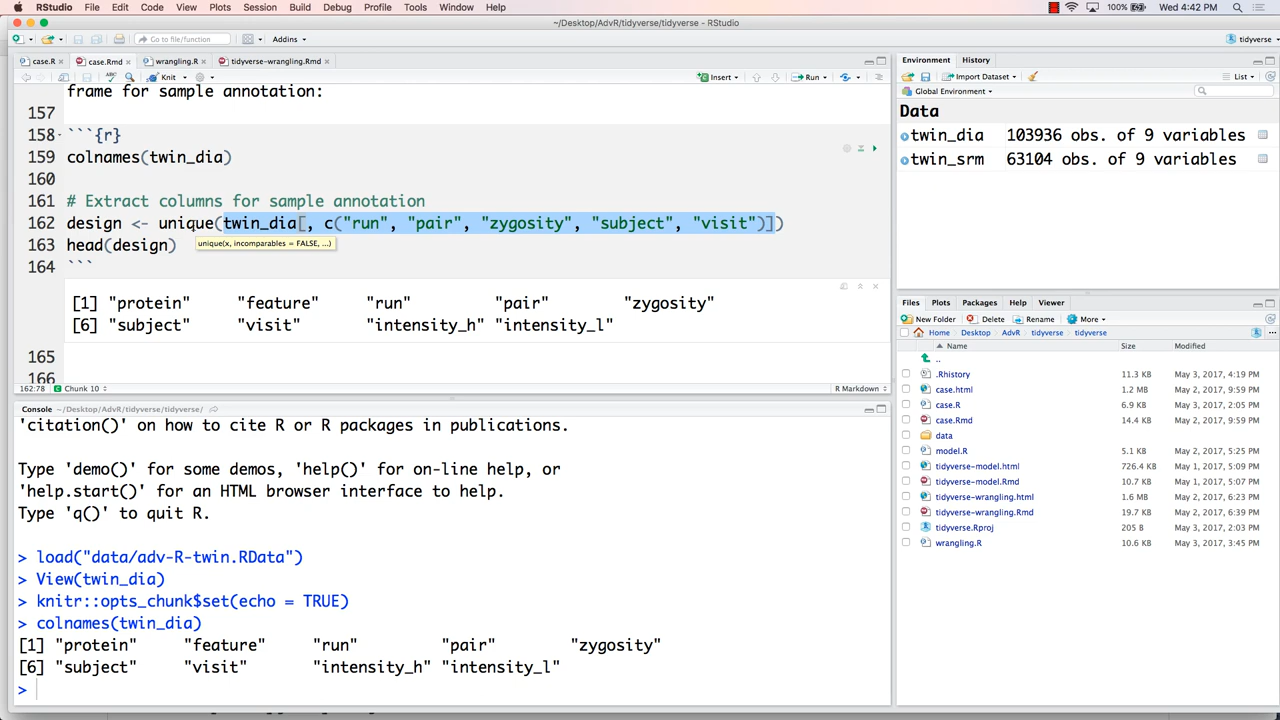 RStudio File Edit Code View Plots Session Build Debug Profile Tools Window Help 100% Wed 4:42 PM
~/Desktop/AdvR/tidyverse/tidyverse - RStudio
Go to file/function Addins tidyverse
case.R case.Rmd wrangling.R tidyverse-wrangling.Rmd
ABC Knit Insert Run
frame for sample annotation:
157
158 ```{r}
159 colnames(twin_dia)
160
161 # Extract columns for sample annotation
162 design <- unique(twin_dia[, c("run", "pair", "zygosity", "subject", "visit")])
163 head(design)
unique(x, incomparables = FALSE, ...)
164 ```
[1] "protein" "feature" "run" "pair" "zygosity"
[6] "subject" "visit" "intensity_h" "intensity_l"
165
166
162:78 Chunk 10 R Markdown
Console ~/Desktop/AdvR/tidyverse/tidyverse/
'citation()' on how to cite R or R packages in publications.
Type 'demo()' for some demos, 'help()' for on-line help, or
'help.start()' for an HTML browser interface to help.
Type 'q()' to quit R.
> load("data/adv-R-twin.RData")
> View(twin_dia)
> knitr::opts_chunk$set(echo = TRUE)
> colnames(twin_dia)
[1] "protein" "feature" "run" "pair" "zygosity"
[6] "subject" "visit" "intensity_h" "intensity_l"
>
Environment History
Import Dataset List
Global Environment
Data
twin_dia 103936 obs. of 9 variables
twin_srm 63104 obs. of 9 variables
Files Plots Packages Help Viewer
New Folder Delete Rename More
Home Desktop AdvR tidyverse tidyverse ...
Name Size Modified
..
.Rhistory 11.3 KB May 3, 2017, 4:19 PM
case.html 1.2 MB May 2, 2017, 9:59 PM
case.R 6.9 KB May 3, 2017, 2:05 PM
case.Rmd 14.4 KB May 2, 2017, 9:59 PM
data
model.R 5.1 KB May 2, 2017, 5:25 PM
tidyverse-model.html 726.4 KB May 1, 2017, 5:09 PM
tidyverse-model.Rmd 10.7 KB May 1, 2017, 5:07 PM
tidyverse-wrangling.html 1.6 MB May 2, 2017, 6:23 PM
tidyverse-wrangling.Rmd 19.7 KB May 2, 2017, 6:39 PM
tidyverse.Rproj 205 B May 3, 2017, 2:03 PM
wrangling.R 10.6 KB May 3, 2017, 3:45 PM